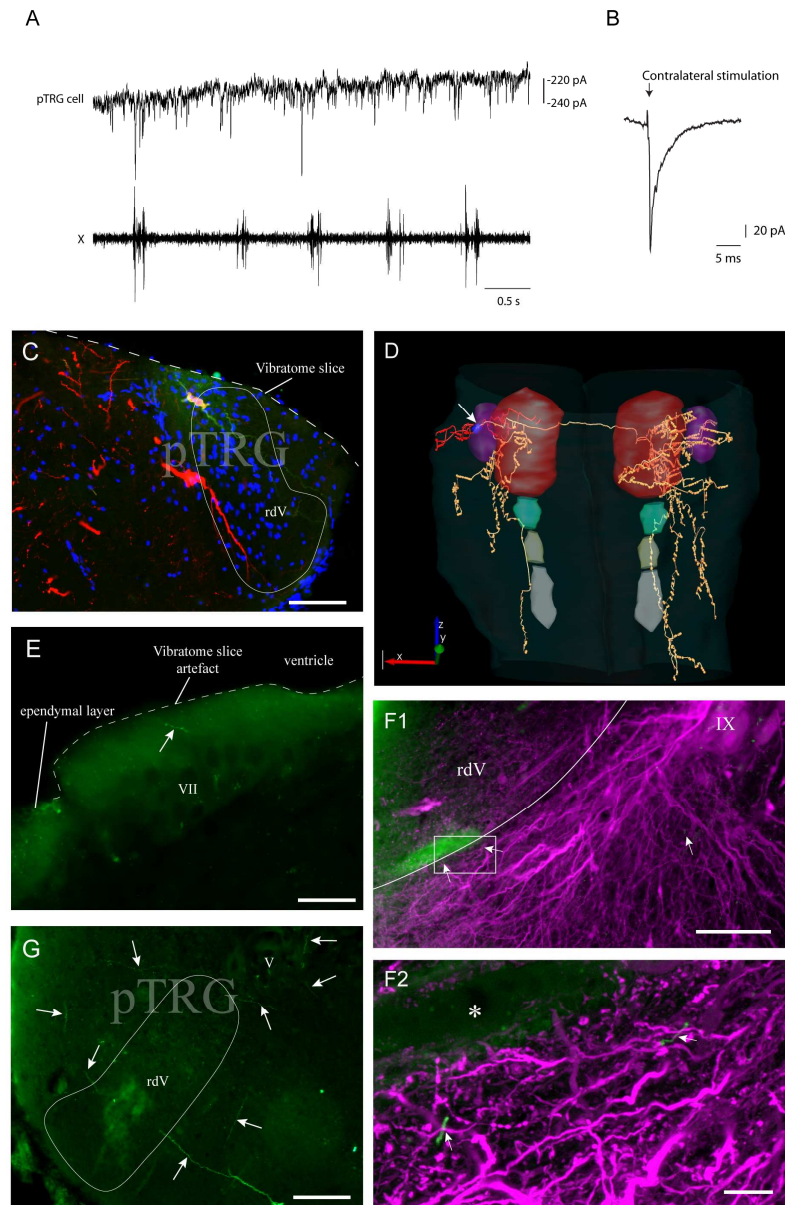 A
pTRG cell
-220 pA
-240 pA
X
0.5 s
B
Contralateral stimulation
20 pA
5 ms
C
Vibratome slice
pTRG
rdV
D
z
y
x
E
Vibratome slice
artefact
ventricle
ependymal layer
VII
F1
IX
rdV
G
V
pTRG
rdV
F2
*